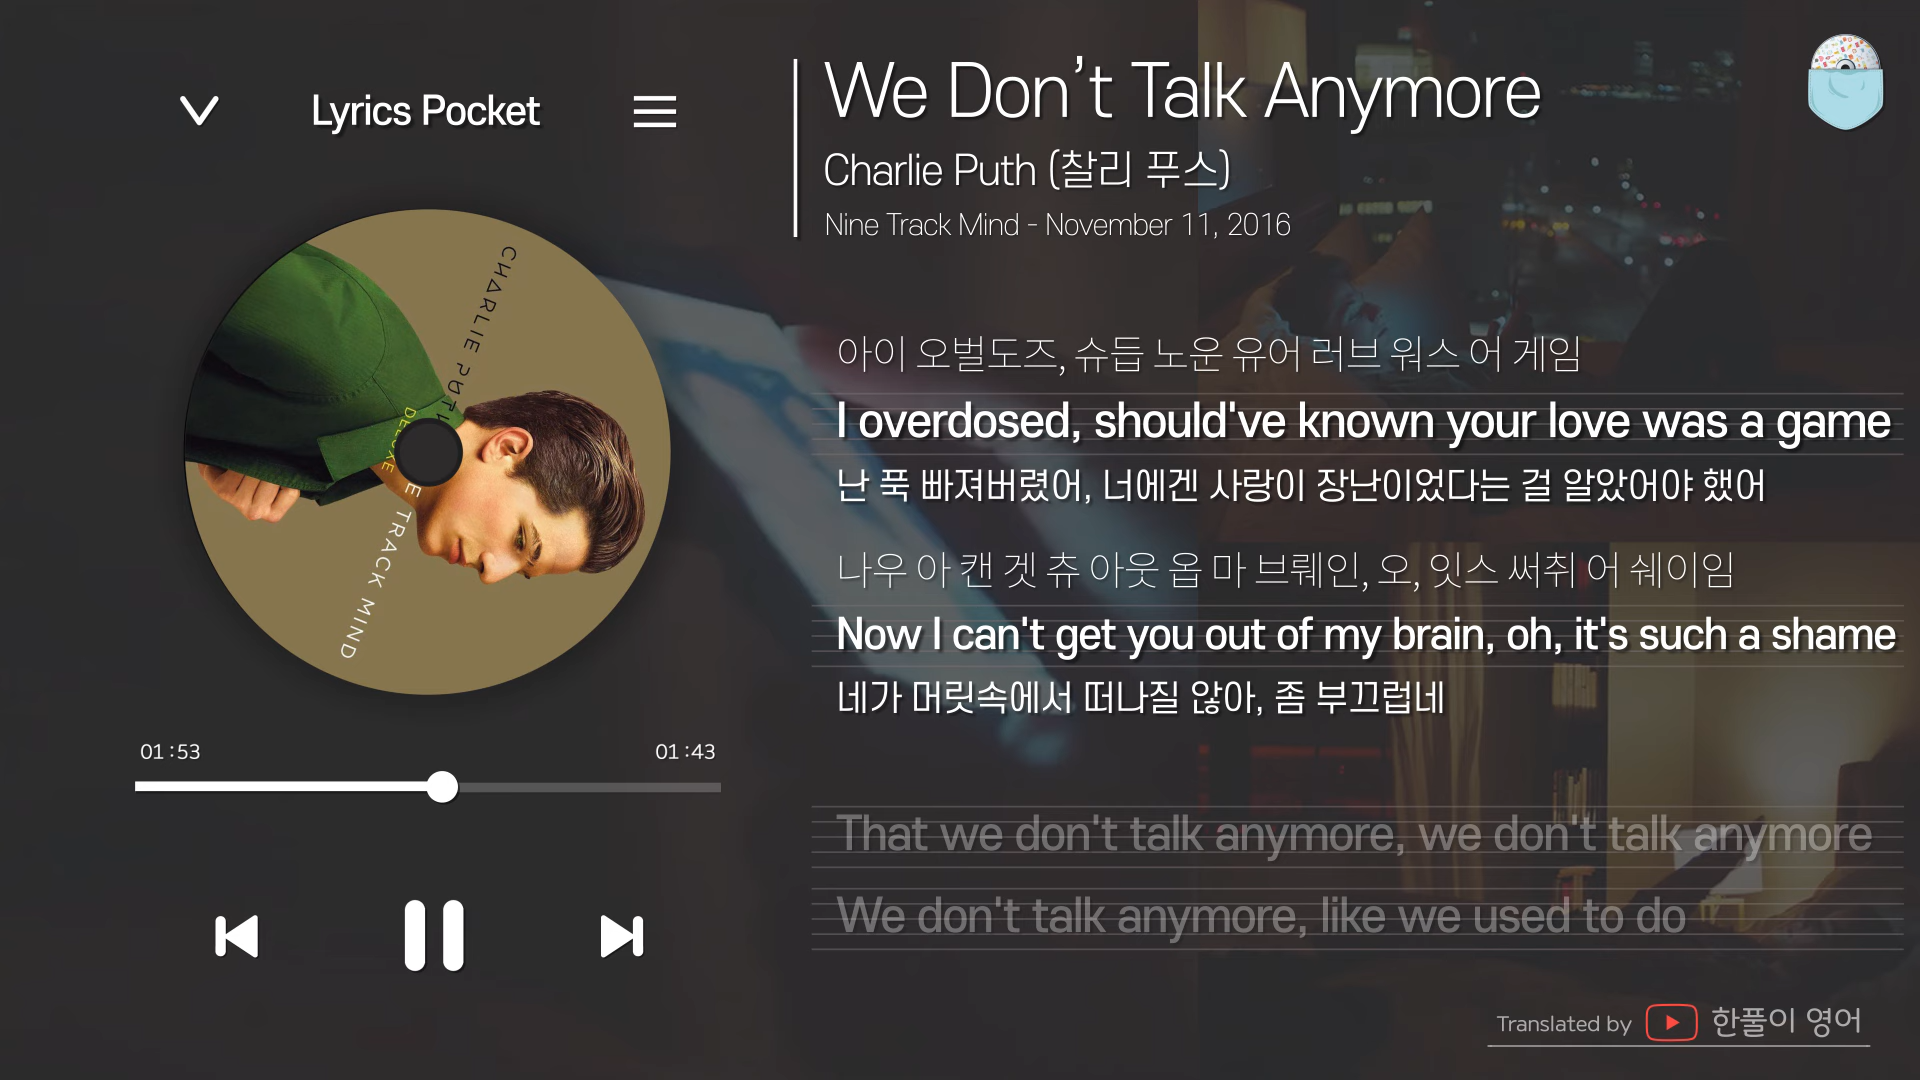 Lyrics Pocket
CHARLIE PUTH
DELUXE
E TRACK MIND
01:53
01:43
We Don’t Talk Anymore
Charlie Puth (찰리 푸스)
Nine Track Mind - November 11, 2016
아이 오벌도즈, 슈듭 노운 유어 러브 워스 어 게임
I overdosed, should've known your love was a game
난 푹 빠져버렸어, 너에겐 사랑이 장난이었다는 걸 알았어야 했어
나우 아 캔 겟 츄 아웃 옵 마 브뤠인, 오, 잇스 써취 어 쉐이임
Now I can't get you out of my brain, oh, it's such a shame
네가 머릿속에서 떠나질 않아, 좀 부끄럽네
That we don't talk anymore, we don't talk anymore
We don't talk anymore, like we used to do
Translated by 한풀이 영어